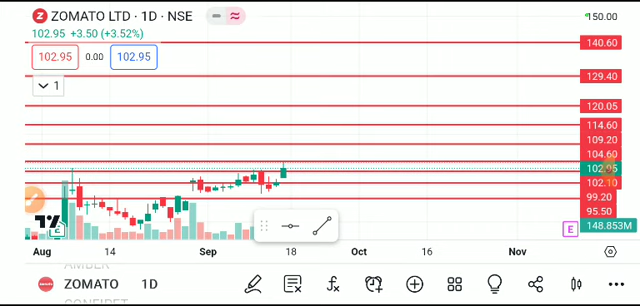 ZOMATO LTD · 1D · NSE
102.95 +3.50 (+3.52%)
102.95 0.00 102.95
1
150.00
140.60
129.40
120.05
114.60
109.20
104.60
102.95
102.10
99.20
95.50
148.853M
E
E
Aug 14 Sep 18 Oct 16 Nov
AMBER
ZOMATO 1D